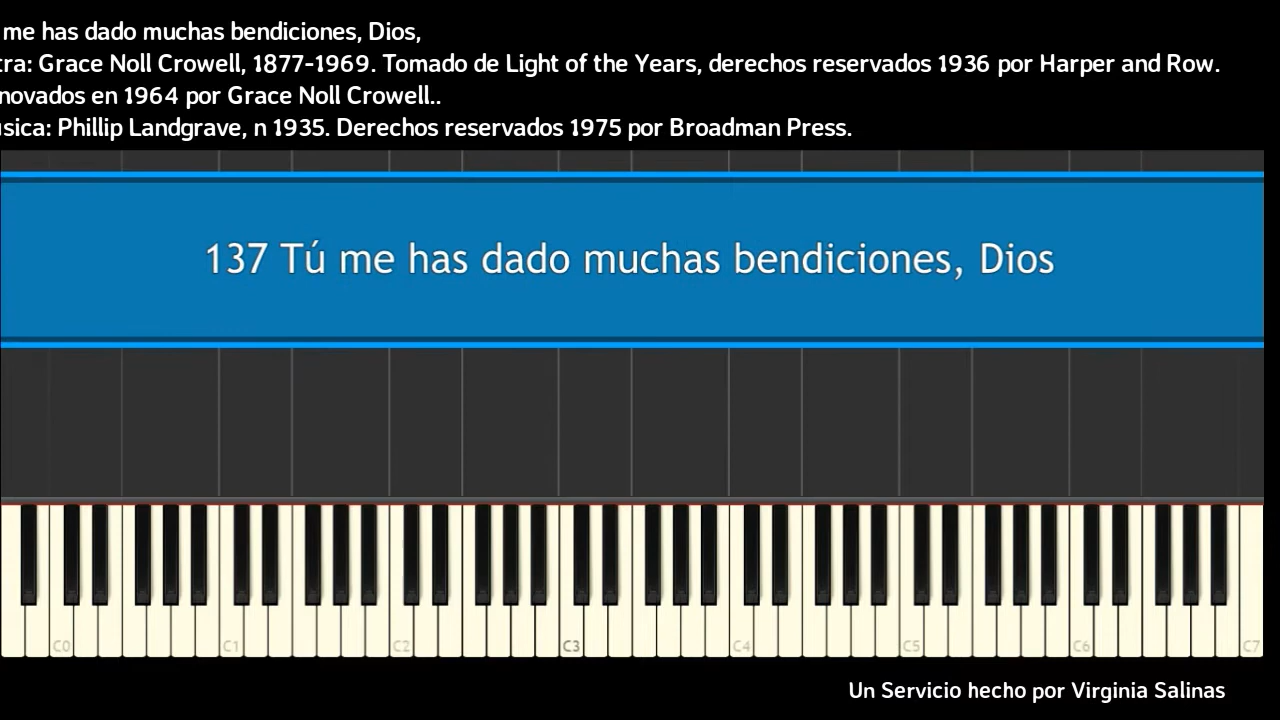 me has dado muchas bendiciones, Dios,
tra: Grace Noll Crowell, 1877-1969. Tomado de Light of the Years, derechos reservados 1936 por Harper and Row.
novados en 1964 por Grace Noll Crowell..
usica: Phillip Landgrave, n 1935. Derechos reservados 1975 por Broadman Press.
137 Tú me has dado muchas bendiciones, Dios
C0 C1 C2 C3 C4 C5 C6 C7
Un Servicio hecho por Virginia Salinas